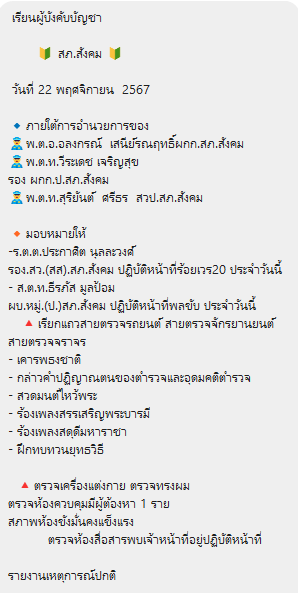 เรียนผู้บังคับบัญชา
🔰 สภ.สังคม 🔰
วันที่ 22 พฤศจิกายน 2567
🔹ภายใต้การอำนวยการของ
👮พ.ต.อ.อลงกรณ์ เสนีย์รณฤทธิ์ผกก.สภ.สังคม
👮พ.ต.ท.วีระเดช เจริญสุข
รอง ผกก.ป.สภ.สังคม
👮พ.ต.ท.สุริยันต์ ศรีธร สวป.สภ.สังคม
🔸มอบหมายให้
-ร.ต.ต.ประกาศิต นุลละวงศ์
รอง.สว.(สส).สภ.สังคม ปฏิบัติหน้าที่ร้อยเวร20 ประจำวันนี้
- ส.ต.ท.ธีรภัส มูลป้อม
ผบ.หมู่.(ป.)สภ.สังคม ปฏิบัติหน้าที่พลขับ ประจำวันนี้
🔺เรียกแถวสายตรวจรถยนต์ สายตรวจจักรยานยนต์
สายตรวจจราจร
- เคารพธงชาติ
- กล่าวคำปฏิญาณตนของตำรวจและอุดมคติตำรวจ
- สวดมนต์ไหว้พระ
- ร้องเพลงสรรเสริญพระบารมี
- ร้องเพลงสดุดีมหาราชา
- ฝึกทบทวนยุทธวิธี
🔺ตรวจเครื่องแต่งกาย ตรวจทรงผม
ตรวจห้องควบคุมมีผู้ต้องหา 1 ราย
สภาพห้องขังมั่นคงแข็งแรง
ตรวจห้องสื่อสารพบเจ้าหน้าที่อยู่ปฏิบัติหน้าที่
รายงานเหตุการณ์ปกติ